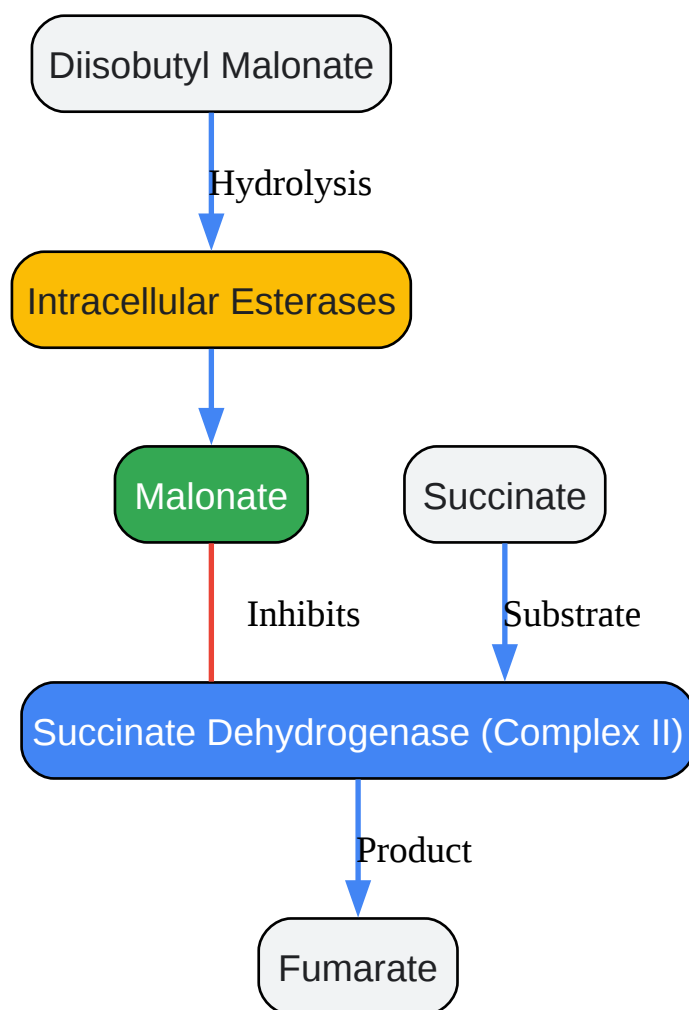 Diisobutyl Malonate
Hydrolysis
Intracellular Esterases
Malonate
Succinate
Inhibits
Substrate
Succinate Dehydrogenase (Complex II)
Product
Fumarate